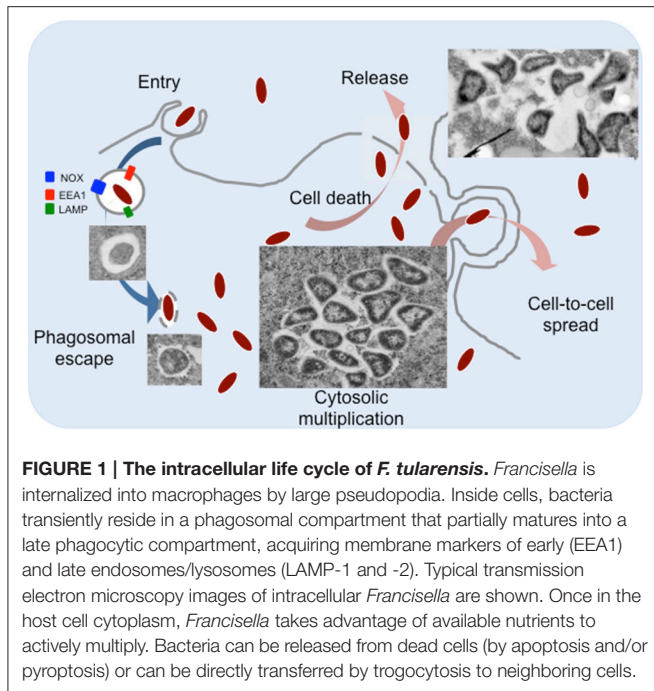 Entry
Release
NOX
EEA1
LAMP
Cell death
Phagosomal
escape
Cell-to-cell
spread
Cytosolic
multiplication
FIGURE 1 | The intracellular life cycle of F. tularensis. Francisella is
internalized into macrophages by large pseudopodia. Inside cells, bacteria
transiently reside in a phagosomal compartment that partially matures into a
late phagocytic compartment, acquiring membrane markers of early (EEA1)
and late endosomes/lysosomes (LAMP-1 and -2). Typical transmission
electron microscopy images of intracellular Francisella are shown. Once in the
host cell cytoplasm, Francisella takes advantage of available nutrients to
actively multiply. Bacteria can be released from dead cells (by apoptosis and/or
pyroptosis) or can be directly transferred by trogocytosis to neighboring cells.